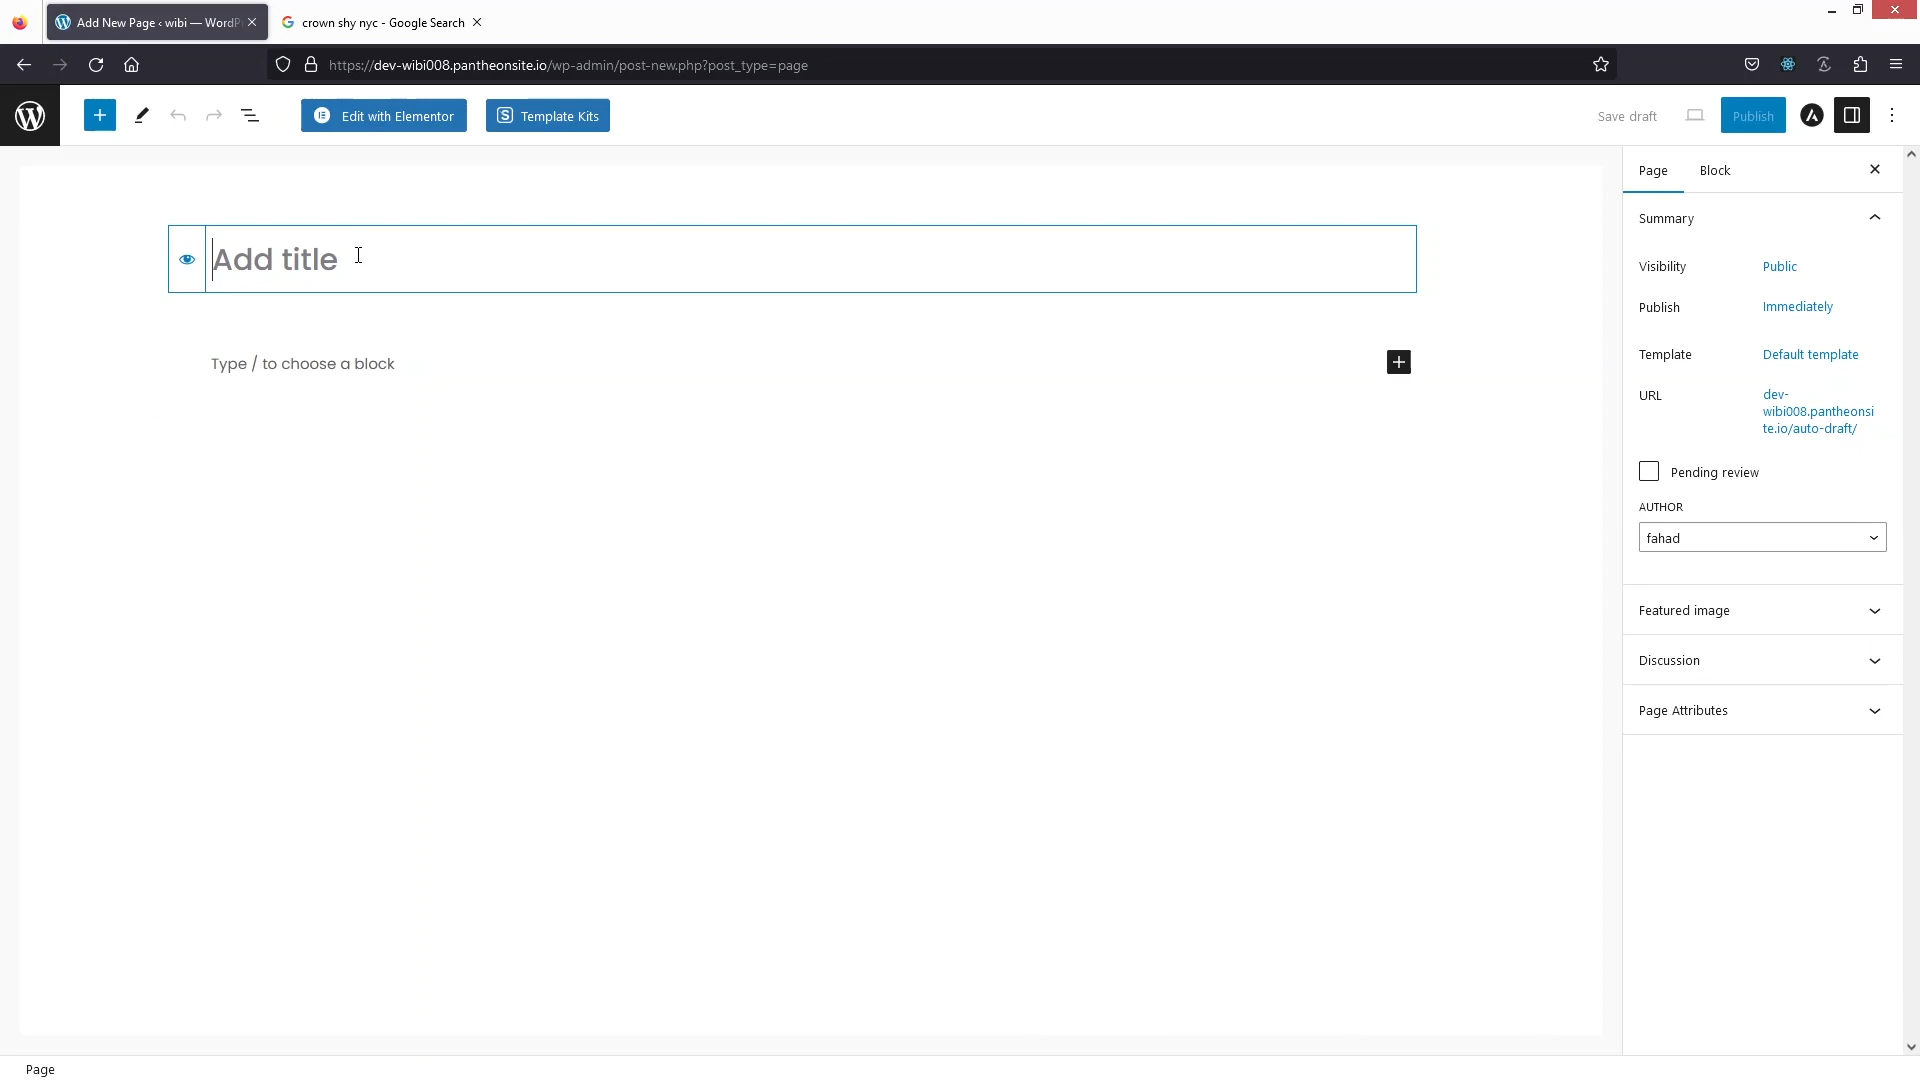 Add New Page ‹ wibi — WordP
crown shy nyc - Google Search
https://dev-wibi008.pantheonsite.io/wp-admin/post-new.php?post_type=page
Edit with Elementor
Template Kits
Save draft
Publish
Page
Block
Summary
Visibility
Public
Publish
Immediately
Template
Default template
URL
dev-
wibi008.pantheonsi
te.io/auto-draft/
Pending review
AUTHOR
fahad
Featured image
Discussion
Page Attributes
Add title
Type / to choose a block
Page